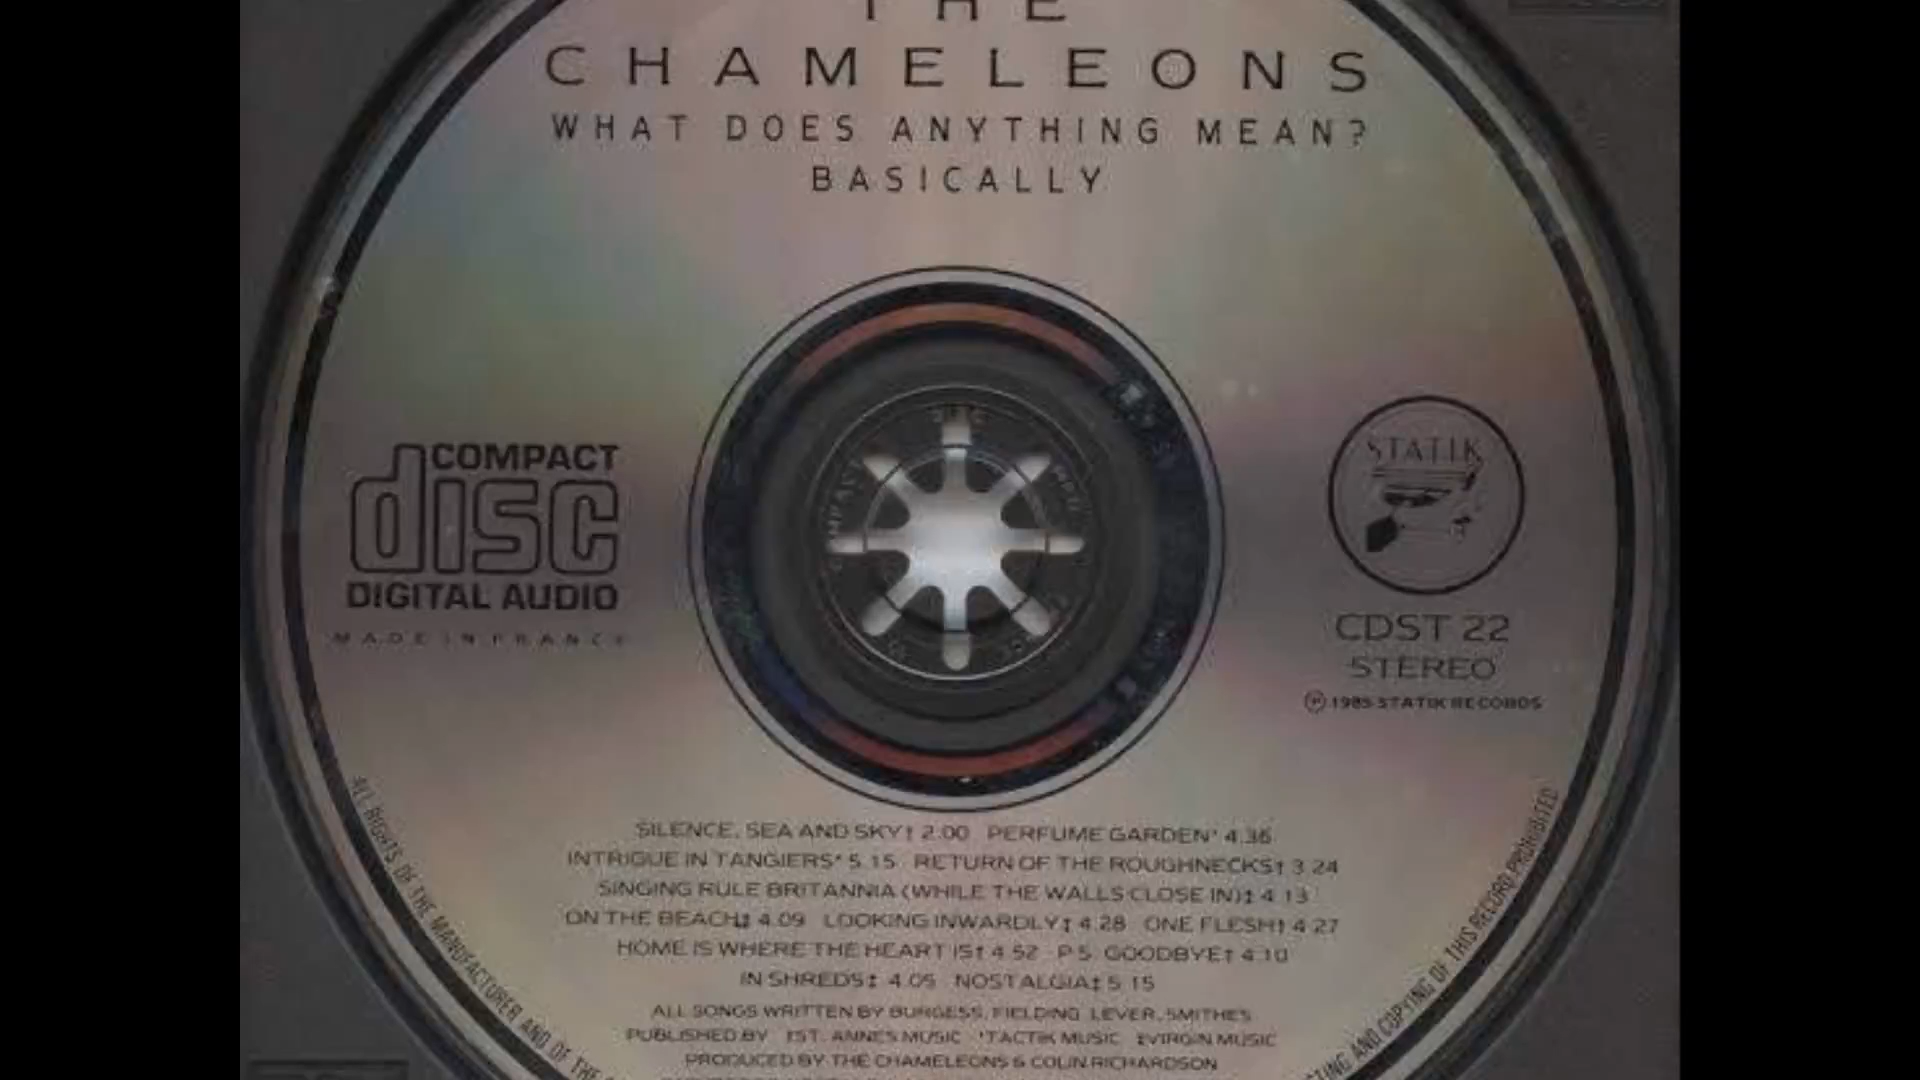 THE
CHAMELEONS
WHAT DOES ANYTHING MEAN?
BASICALLY
COMPACT
disc
DIGITAL AUDIO
MADE IN FRANCE
STATIK
CDST 22
STEREO
℗ 1985 STATIK RECORDS
SILENCE, SEA AND SKY† 2.00 PERFUME GARDEN* 4.36
INTRIGUE IN TANGIERS* 5.15 RETURN OF THE ROUGHNECKS† 3.24
SINGING RULE BRITANNIA (WHILE THE WALLS CLOSE IN)‡ 4.13
ON THE BEACH‡ 4.09 LOOKING INWARDLY‡ 4.28 ONE FLESH† 4.27
HOME IS WHERE THE HEART IS† 4.52 P.S. GOODBYE† 4.10
IN SHREDS‡ 4.05 NOSTALGIA‡ 5.15
ALL SONGS WRITTEN BY BURGESS, FIELDING, LEVER, SMITHIES
PUBLISHED BY †ST. ANNES MUSIC *TACTIK MUSIC ‡VIRGIN MUSIC
PRODUCED BY THE CHAMELEONS & COLIN RICHARDSON
ALL RIGHTS OF THE MANUFACTURER AND OF THE
AND COPYING OF THIS RECORD PROHIBITED